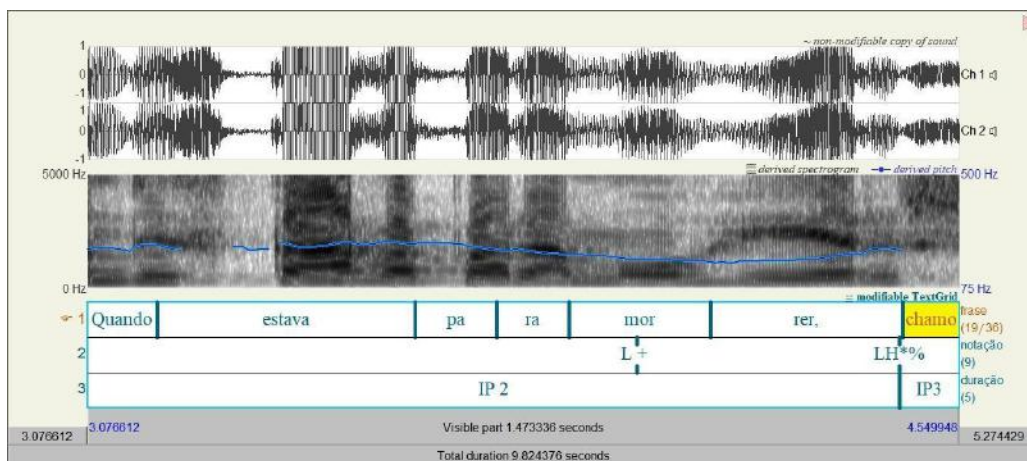 1
~ non-modifiable copy of sound
0
Ch 1
-1
1
0
Ch 2
-1
5000 Hz
derived spectrogram derived pitch
500 Hz
0 Hz
75 Hz
modifiable TextGrid
1 Quando estava pa ra mor rer, chamo
frase
(19/36)
2 L + LH*%
notação
(9)
3 IP 2 IP3
duração
(5)
3.076612 3.076612 Visible part 1.473336 seconds 4.549948 5.274429
Total duration 9.824376 seconds